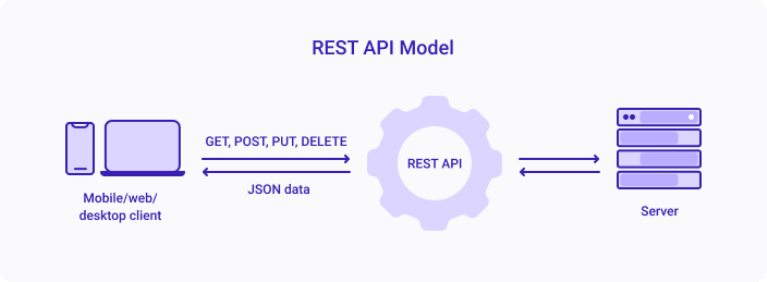 REST API Model
GET, POST, PUT, DELETE
REST API
JSON data
Mobile/web/
desktop client
Server